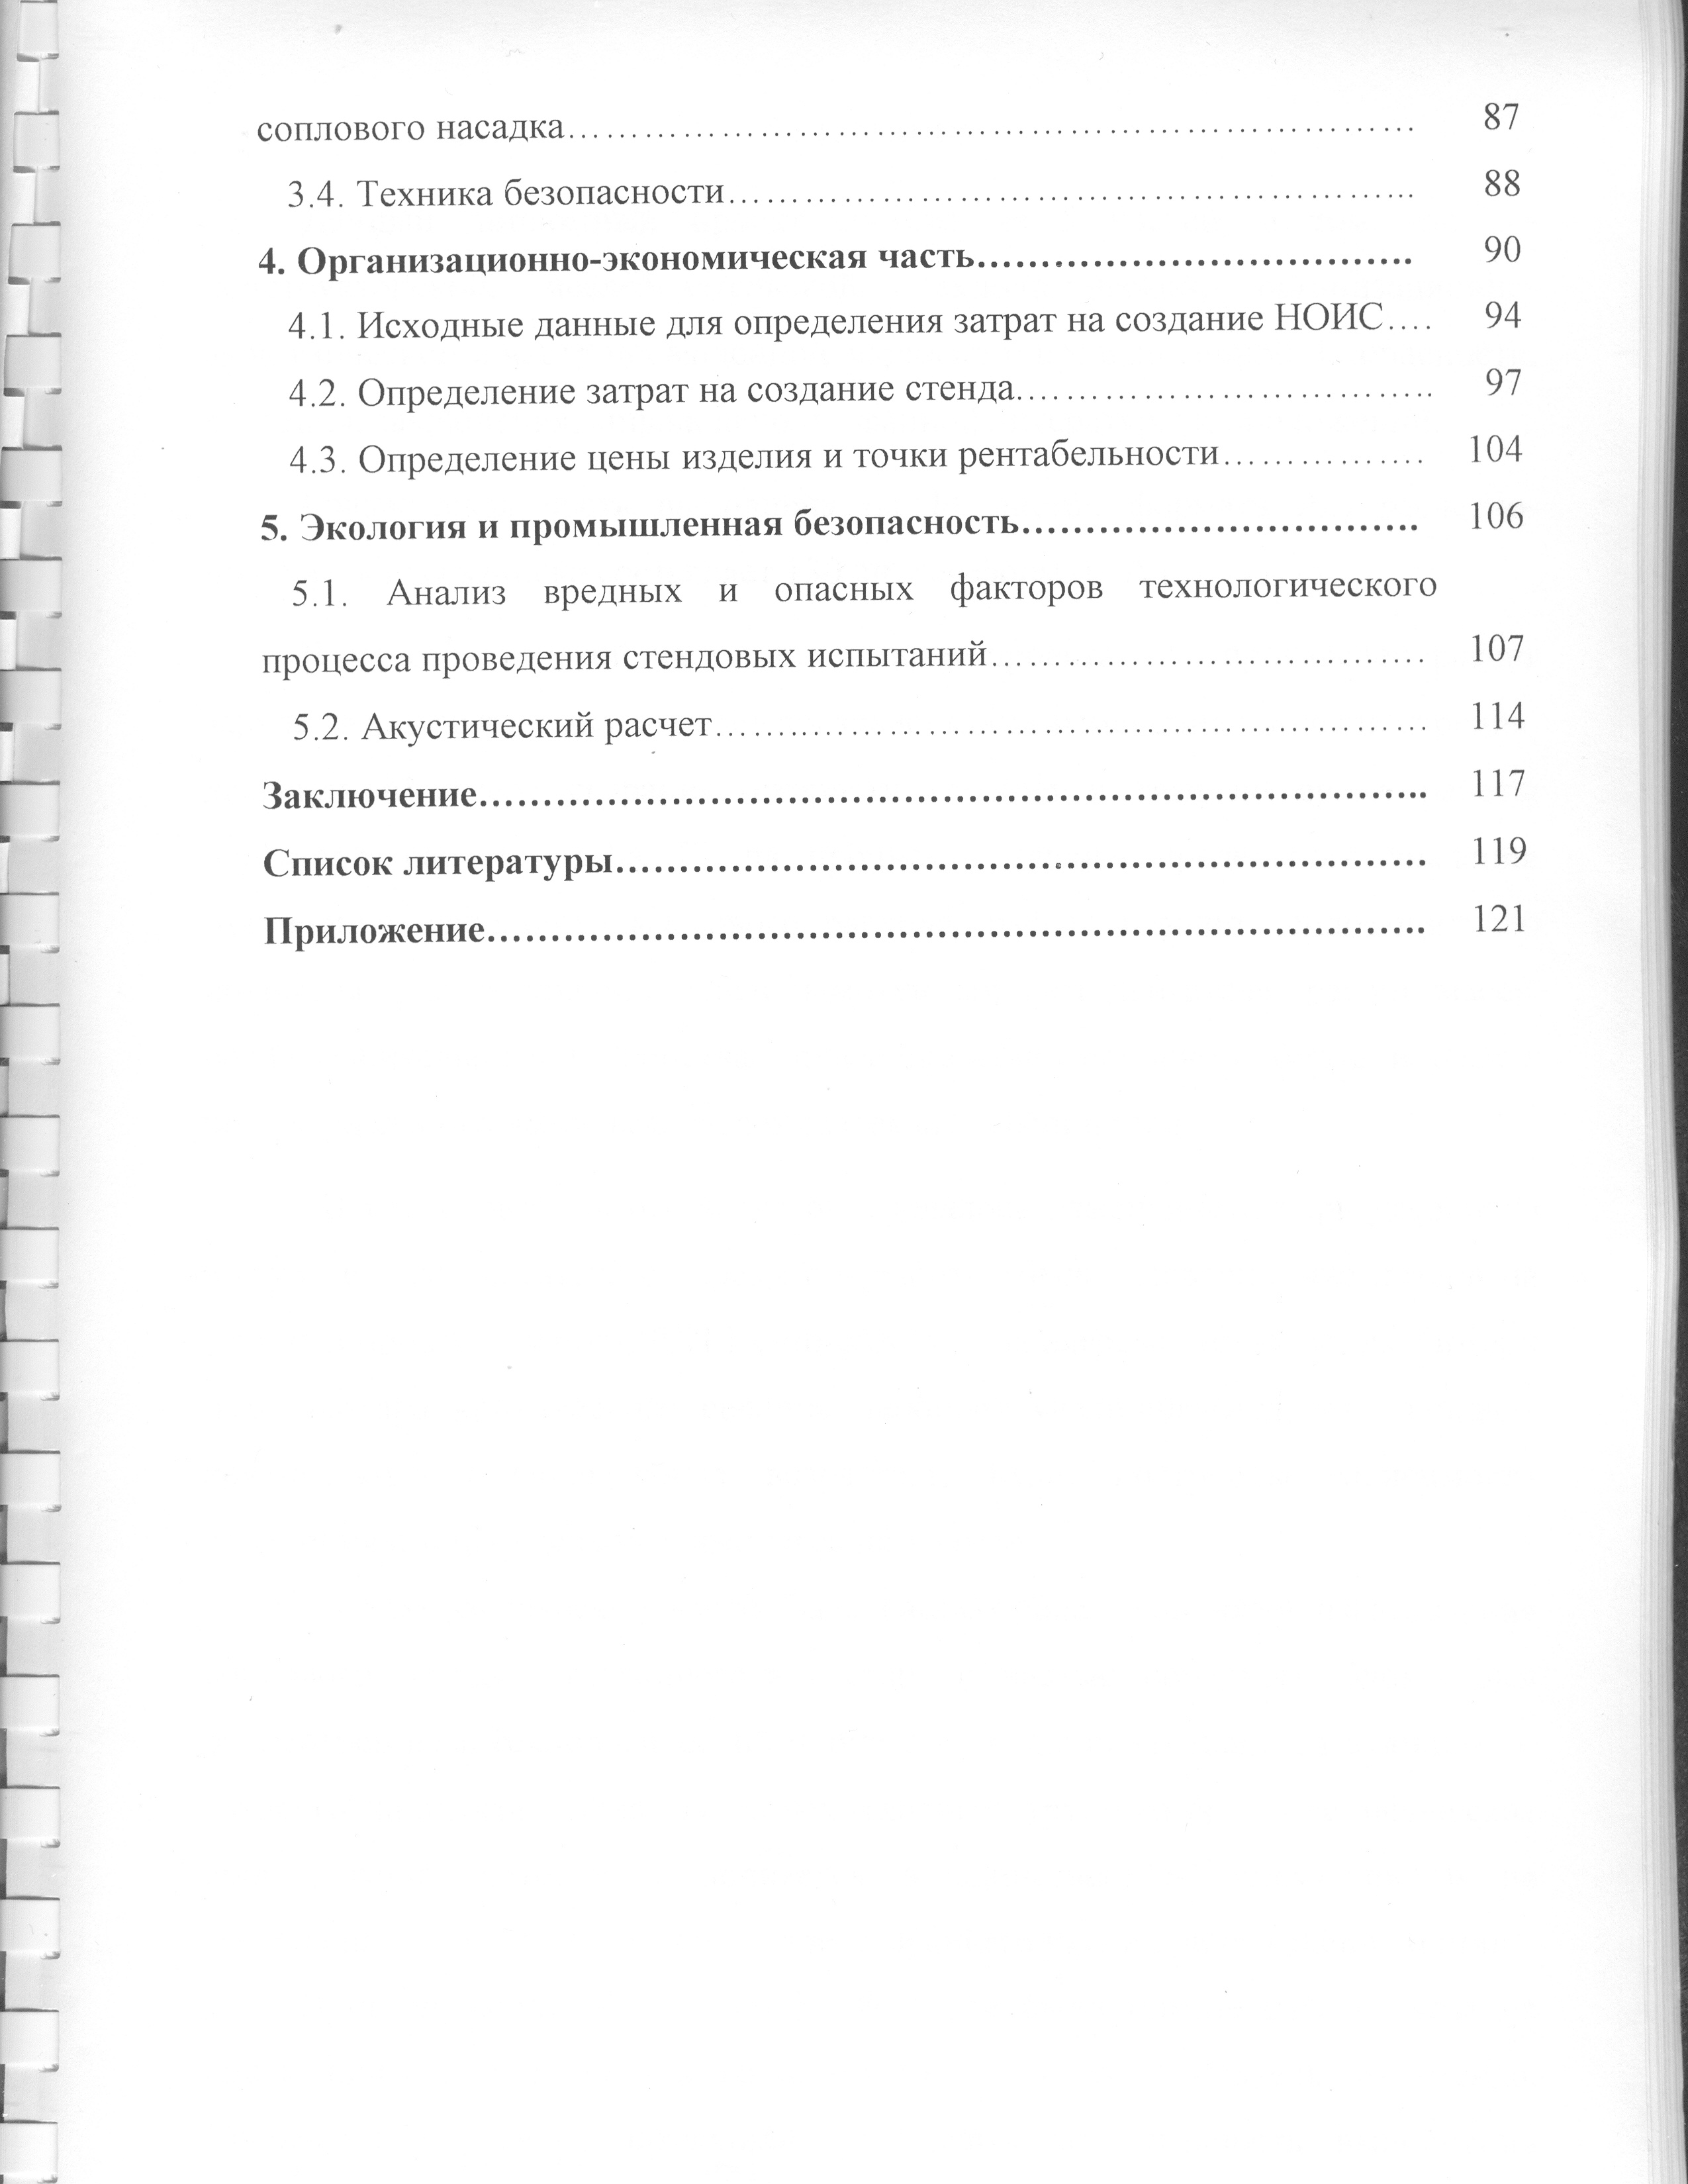 соплового насадка………………………………………………………… 87
3.4. Техника безопасности……………………………………………… 88
4. Организационно-экономическая часть…………………………… 90
4.1. Исходные данные для определения затрат на создание НОИС…. 94
4.2. Определение затрат на создание стенда…………………………… 97
4.3. Определение цены изделия и точки рентабельности……………. 104
5. Экология и промышленная безопасность…………………………. 106
5.1. Анализ вредных и опасных факторов технологического
процесса проведения стендовых испытаний……………………………. 107
5.2. Акустический расчет………………………………………………. 114
Заключение……………………………………………………………….. 117
Список литературы……………………………………………………… 119
Приложение………………………………………………………………. 121